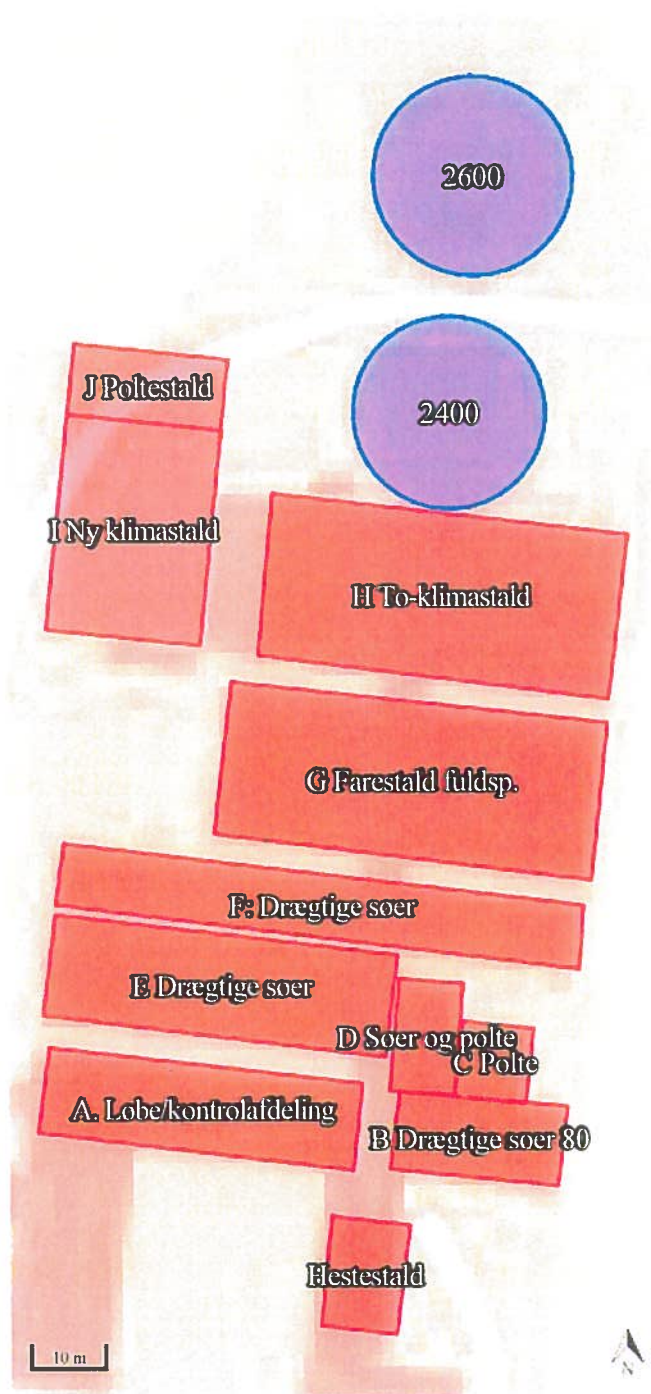 2600
2400
J Poltestald
I Ny klimastald
H To-klimastald
G Farestald fuldsp.
F: Drægtige søer
E Drægtige søer
D Søer og polte
C Polte
A. Løbe/kontrolafdeling
B Drægtige søer 80
Hestestald
10 m
N